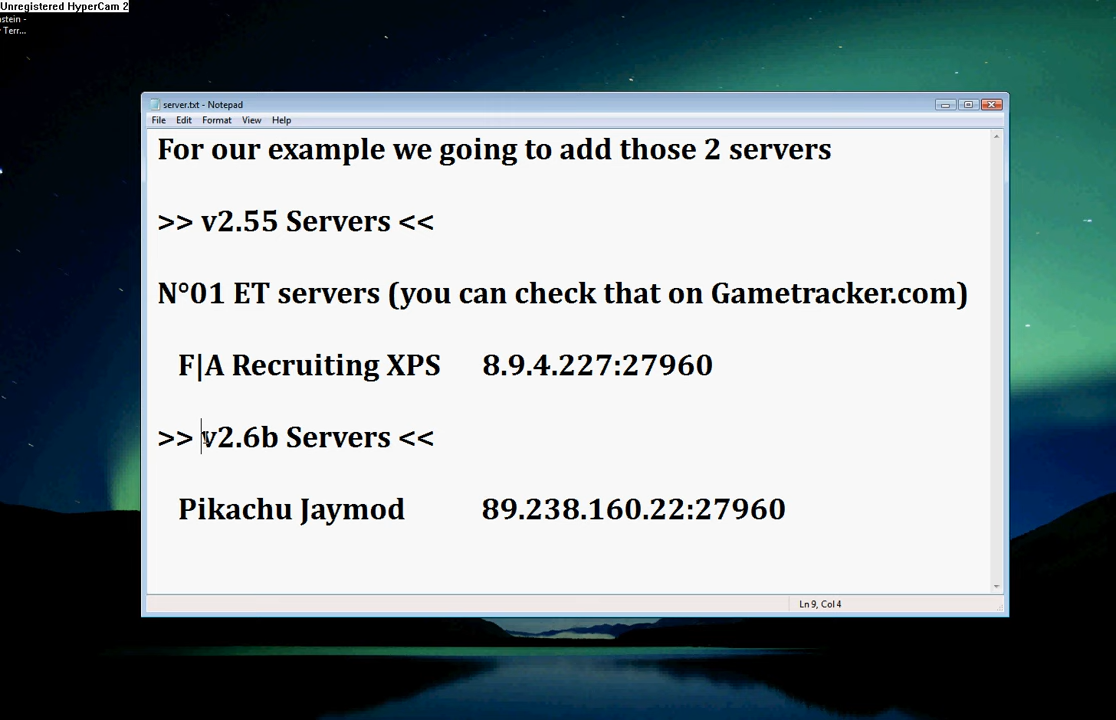 Unregistered HyperCam 2
nstein -
Terr...
server.txt - Notepad
File Edit Format View Help
For our example we going to add those 2 servers
>> v2.55 Servers <<
N°01 ET servers (you can check that on Gametracker.com)
F|A Recruiting XPS 8.9.4.227:27960
>> v2.6b Servers <<
Pikachu Jaymod 89.238.160.22:27960
Ln 9, Col 4